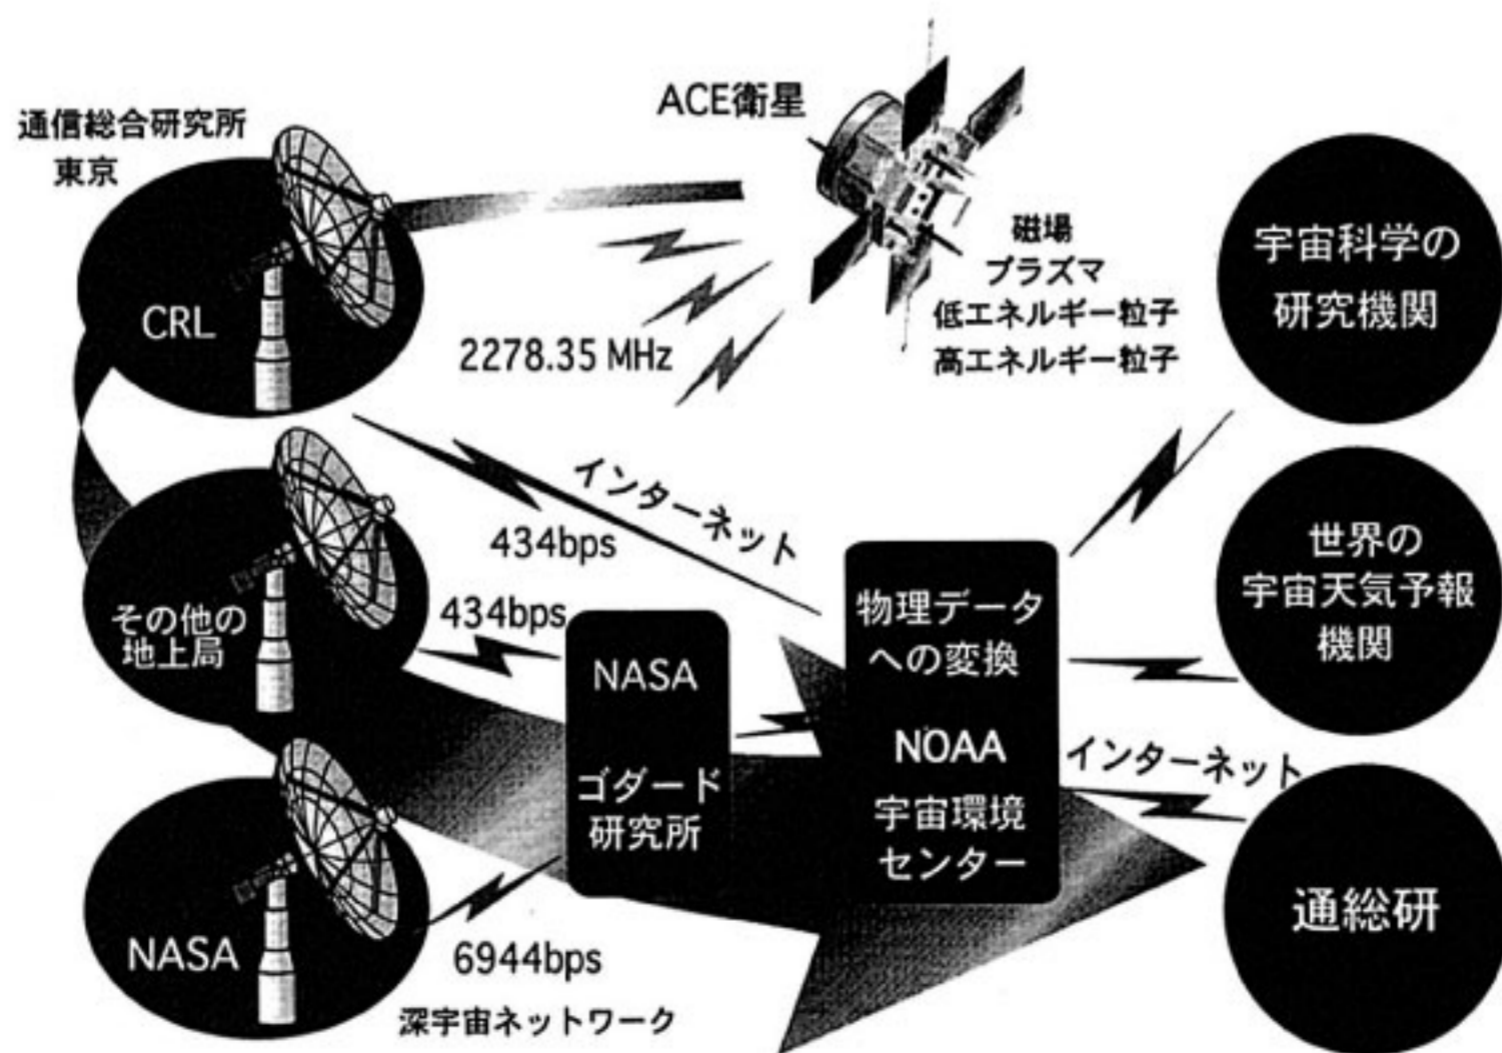 通信総合研究所
東京
CRL
ACE衛星
磁場
プラズマ
低エネルギー粒子
高エネルギー粒子
2278.35 MHz
インターネット
434bps
434bps
その他の
地上局
NASA
ゴダード
研究所
NASA
6944bps
深宇宙ネットワーク
物理データ
への変換
NOAA
宇宙環境
センター
インターネット
宇宙科学の
研究機関
世界の
宇宙天気予報
機関
通総研